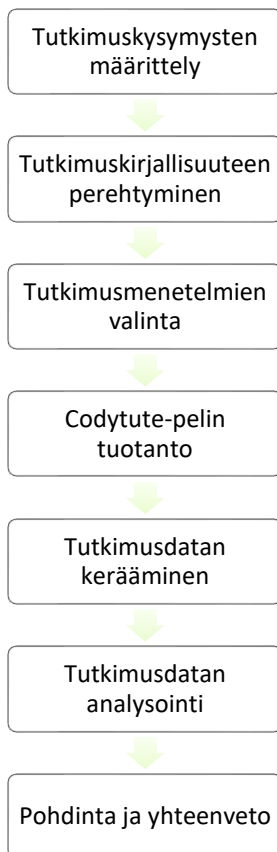 Tutkimuskysymysten
määrittely
Tutkimuskirjallisuuteen
perehtyminen
Tutkimusmenetelmien
valinta
Codytute-pelin
tuotanto
Tutkimusdatan
kerääminen
Tutkimusdatan
analysointi
Pohdinta ja yhteenveto